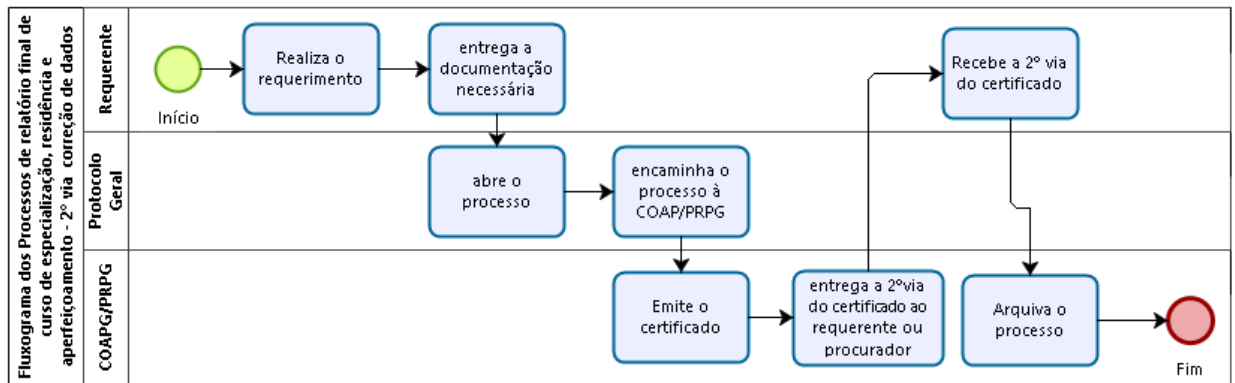 Fluxograma dos Processos de relatório final de
curso de especialização, residência e
aperfeiçoamento - 2° via correção de dados
Requerente
Início
Realiza o
requerimento
entrega a
documentação
necessária
Recebe a 2° via
do certificado
Protocolo
Geral
abre o
processo
encaminha o
processo à
COAP/PRPG
COAPG/PRPG
Emite o
certificado
entrega a 2°via
do certificado ao
requerente ou
procurador
Arquiva o
processo
Fim